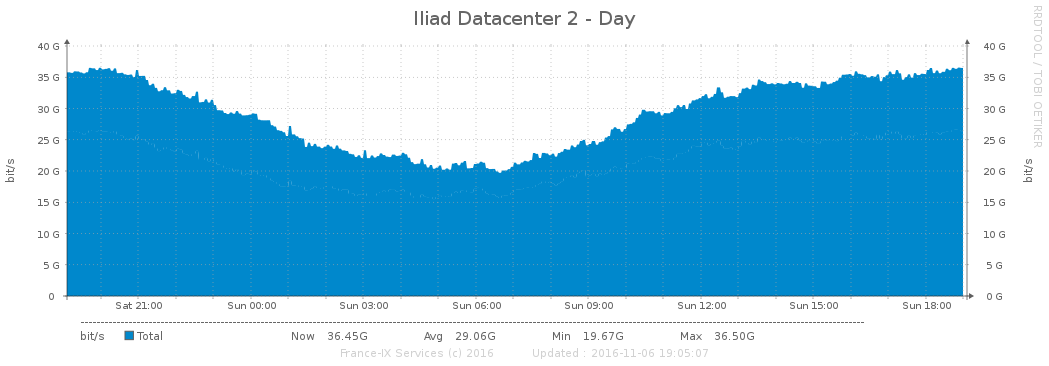 Iliad Datacenter 2 - Day
RRDTOOL / TOBI OETIKER
40 G 40 G
35 G 35 G
30 G 30 G
25 G 25 G
20 G 20 G
15 G 15 G
10 G 10 G
5 G 5 G
0 0 G
bit/s bit/s
Sat 21:00 Sun 00:00 Sun 03:00 Sun 06:00 Sun 09:00 Sun 12:00 Sun 15:00 Sun 18:00
bit/s Total Now 36.45G Avg 29.06G Min 19.67G Max 36.50G
France-IX Services (c) 2016 Updated : 2016-11-06 19:05:07